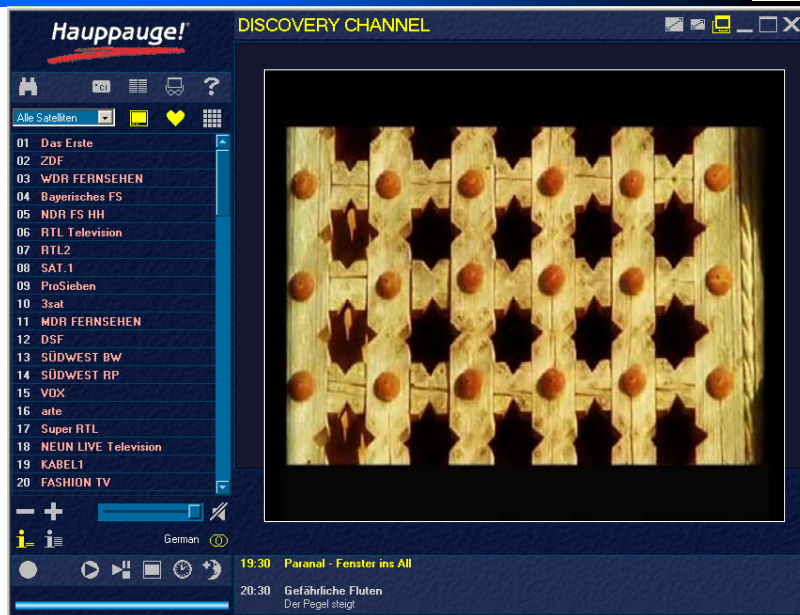 Hauppauge!
DISCOVERY CHANNEL
CI
Alle Satelliten
01 Das Erste
02 ZDF
03 WDR FERNSEHEN
04 Bayerisches FS
05 NDR FS HH
06 RTL Television
07 RTL2
08 SAT.1
09 ProSieben
10 3sat
11 MDR FERNSEHEN
12 DSF
13 SÜDWEST BW
14 SÜDWEST RP
15 VOX
16 arte
17 Super RTL
18 NEUN LIVE Television
19 KABEL1
20 FASHION TV
German
19:30 Paranal - Fenster ins All
20:30 Gefährliche Fluten
Der Pegel steigt